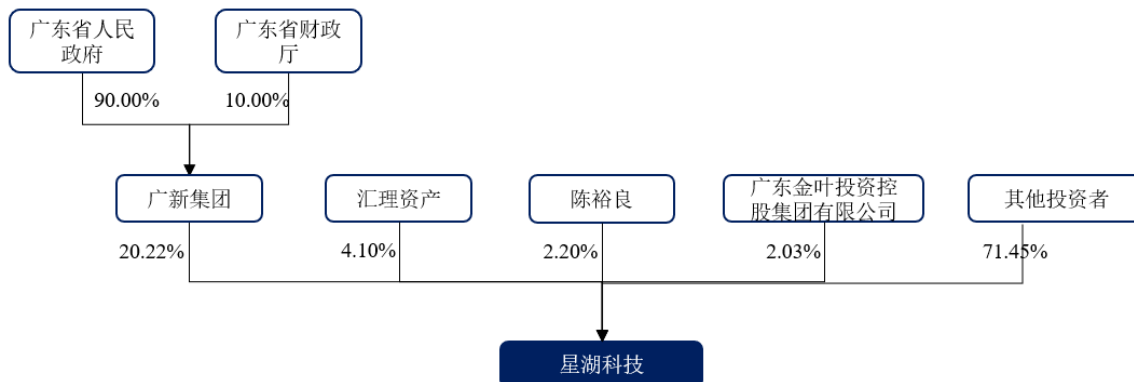 广东省人民
政府
广东省财政
厅
90.00%
10.00%
广新集团
汇理资产
陈裕良
广东金叶投资控
股集团有限公司
其他投资者
20.22%
4.10%
2.20%
2.03%
71.45%
星湖科技